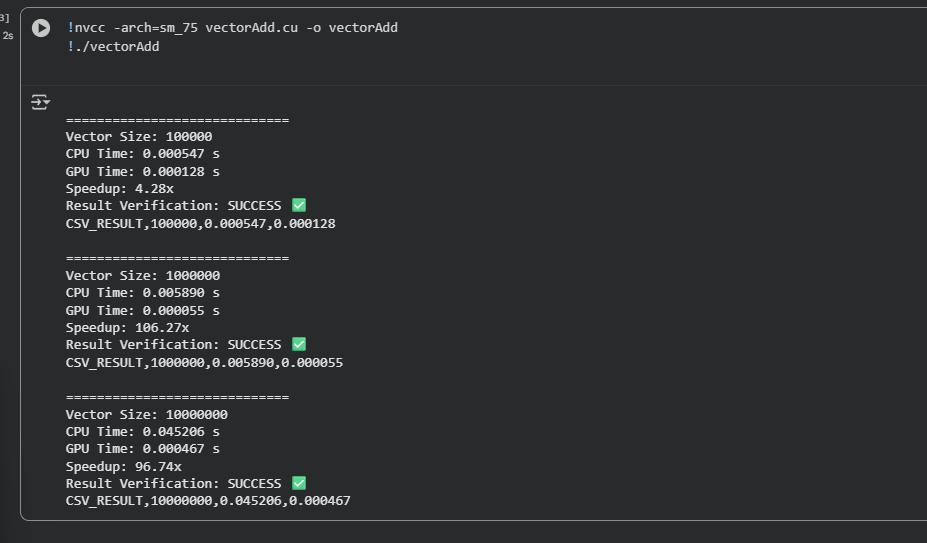 3]
2s
!nvcc -arch=sm_75 vectorAdd.cu -o vectorAdd
!./vectorAdd
=============================
Vector Size: 100000
CPU Time: 0.000547 s
GPU Time: 0.000128 s
Speedup: 4.28x
Result Verification: SUCCESS ✅
CSV_RESULT,100000,0.000547,0.000128
=============================
Vector Size: 1000000
CPU Time: 0.005890 s
GPU Time: 0.000055 s
Speedup: 106.27x
Result Verification: SUCCESS ✅
CSV_RESULT,1000000,0.005890,0.000055
=============================
Vector Size: 10000000
CPU Time: 0.045206 s
GPU Time: 0.000467 s
Speedup: 96.74x
Result Verification: SUCCESS ✅
CSV_RESULT,10000000,0.045206,0.000467